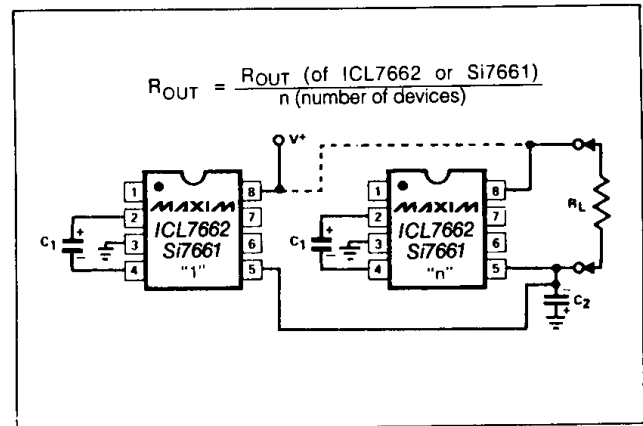 ROUT = ROUT (of ICL7662 or Si7661)
n (number of devices)
V+
1 8
MAXIM
2 7
ICL7662
3 6
Si7661
4 5
"1"
C1
+
−
1 8
MAXIM
2 7
ICL7662
3 6
Si7661
4 5
"n"
C1
+
−
RL
−
C2
+